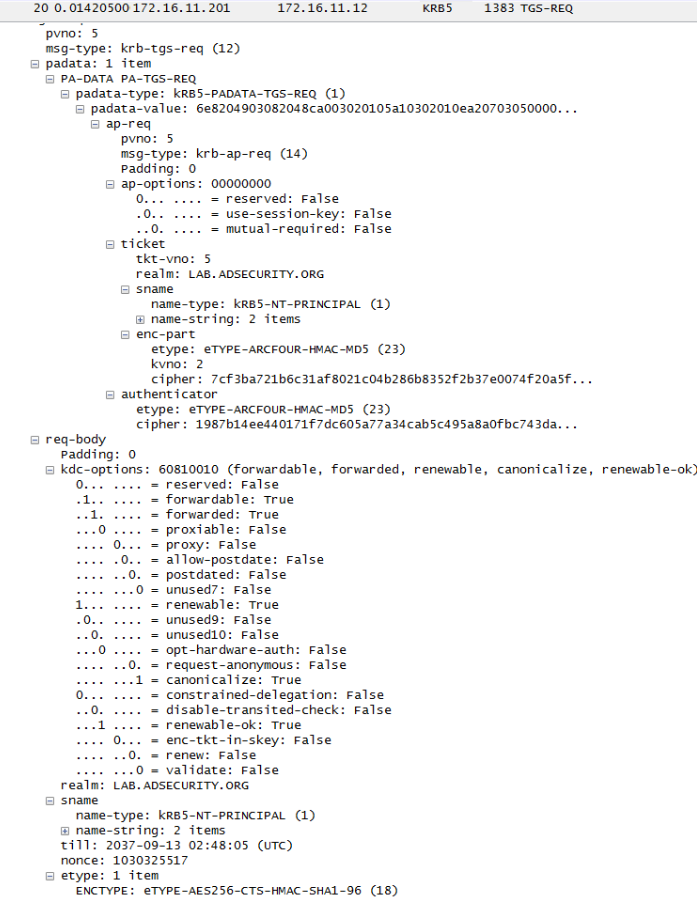 20 0.01420500 172.16.11.201 172.16.11.12 KRB5 1383 TGS-REQ
pvno: 5
msg-type: krb-tgs-req (12)
padata: 1 item
PA-DATA PA-TGS-REQ
padata-type: kRB5-PADATA-TGS-REQ (1)
padata-value: 6e8204903082048ca003020105a10302010ea20703050000...
ap-req
pvno: 5
msg-type: krb-ap-req (14)
Padding: 0
ap-options: 00000000
0... .... = reserved: False
.0.. .... = use-session-key: False
..0. .... = mutual-required: False
ticket
tkt-vno: 5
realm: LAB.ADSECURITY.ORG
sname
name-type: kRB5-NT-PRINCIPAL (1)
name-string: 2 items
enc-part
etype: eTYPE-ARCFOUR-HMAC-MD5 (23)
kvno: 2
cipher: 7cf3ba721b6c31af8021c04b286b8352f2b37e0074f20a5f...
authenticator
etype: eTYPE-ARCFOUR-HMAC-MD5 (23)
cipher: 1987b14ee440171f7dc605a77a34cab5c495a8a0fbc743da...
req-body
Padding: 0
kdc-options: 60810010 (forwardable, forwarded, renewable, canonicalize, renewable-ok)
0... .... = reserved: False
.1.. .... = forwardable: True
..1. .... = forwarded: True
...0 .... = proxiable: False
.... 0... = proxy: False
.... .0.. = allow-postdate: False
.... ..0. = postdated: False
.... ...0 = unused7: False
1... .... = renewable: True
.0.. .... = unused9: False
..0. .... = unused10: False
...0 .... = opt-hardware-auth: False
.... ..0. = request-anonymous: False
.... ...1 = canonicalize: True
0... .... = constrained-delegation: False
..0. .... = disable-transited-check: False
...1 .... = renewable-ok: True
.... 0... = enc-tkt-in-skey: False
.... ..0. = renew: False
.... ...0 = validate: False
realm: LAB.ADSECURITY.ORG
sname
name-type: kRB5-NT-PRINCIPAL (1)
name-string: 2 items
till: 2037-09-13 02:48:05 (UTC)
nonce: 1030325517
etype: 1 item
ENCTYPE: eTYPE-AES256-CTS-HMAC-SHA1-96 (18)